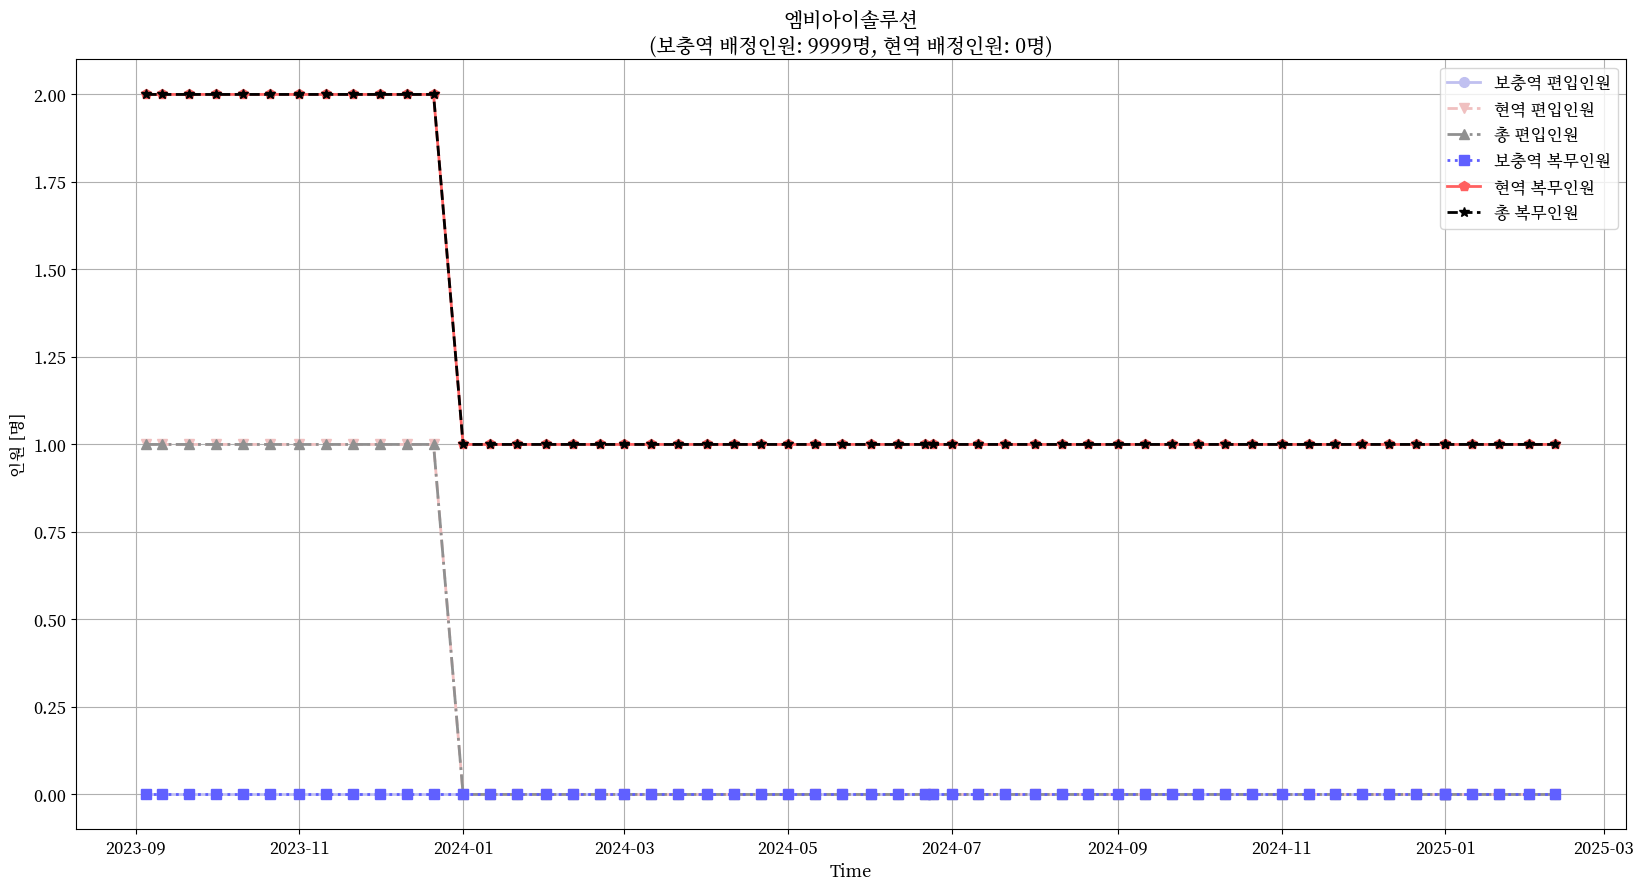 엠비아이솔루션
(보충역 배정인원: 9999명, 현역 배정인원: 0명)
보충역 편입인원
현역 편입인원
총 편입인원
보충역 복무인원
현역 복무인원
총 복무인원
인원 [명]
2.00
1.75
1.50
1.25
1.00
0.75
0.50
0.25
0.00
2023-09
2023-11
2024-01
2024-03
2024-05
2024-07
2024-09
2024-11
2025-01
2025-03
Time